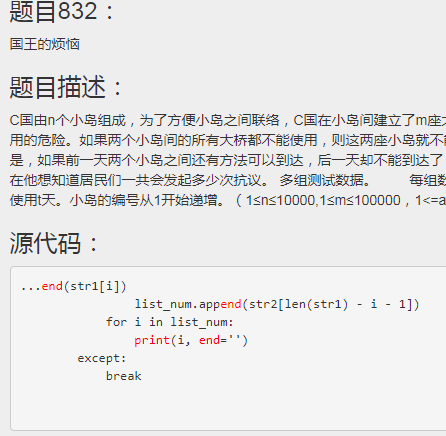 题目832：
国王的烦恼
题目描述：
C国由n个小岛组成，为了方便小岛之间联络，C国在小岛间建立了m座大
用的危险。如果两个小岛间的所有大桥都不能使用，则这两座小岛就不能
是，如果前一天两个小岛之间还有方法可以到达，后一天却不能到达了
在他想知道居民们一共会发起多少次抗议。 多组测试数据。 每组数
使用t天。小岛的编号从1开始递增。（1≤n≤10000,1≤m≤100000，1<=a
源代码：
...end(str1[i])
list_num.append(str2[len(str1) - i - 1])
for i in list_num:
print(i, end='')
except:
break